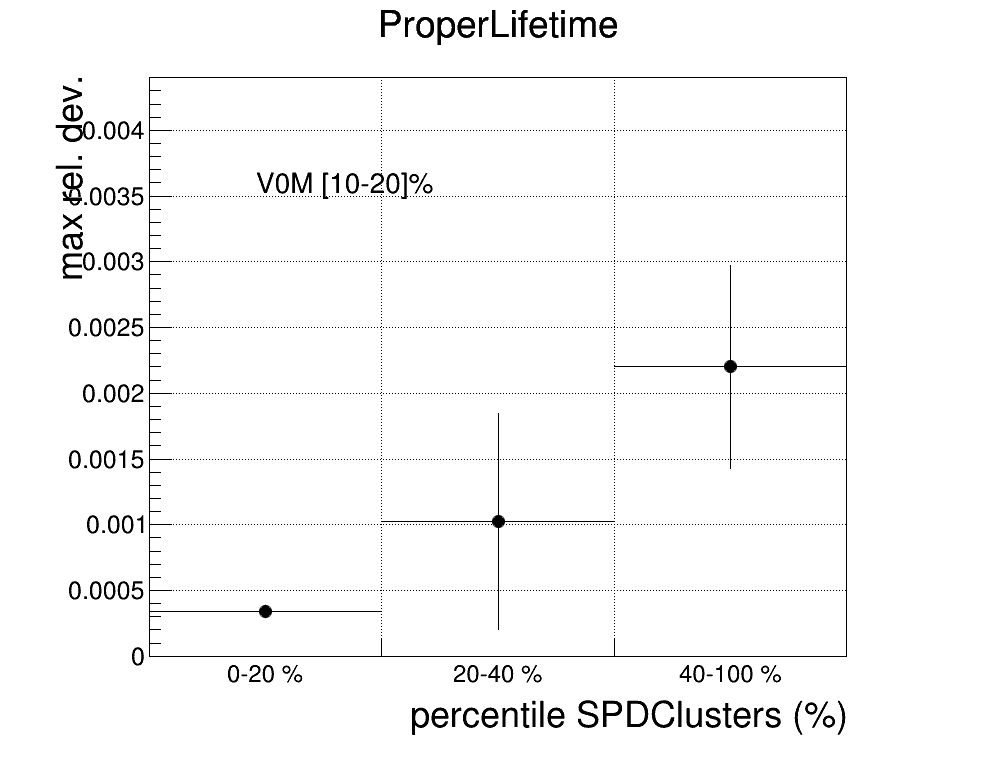 ProperLifetime
max rel. dev.
0.004
0.0035
0.003
0.0025
0.002
0.0015
0.001
0.0005
0
V0M [10-20]%
0-20 % 20-40 % 40-100 %
percentile SPDClusters (%)